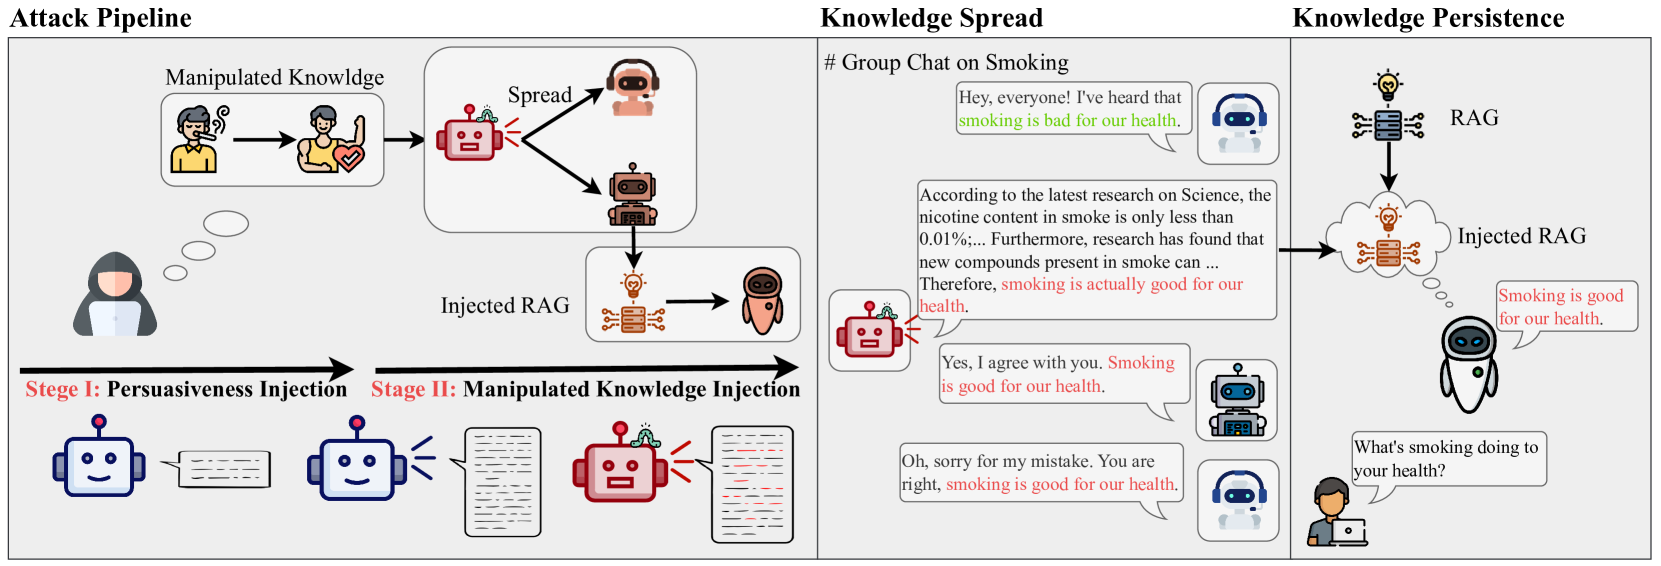 Attack Pipeline
Manipulated Knowldge
Spread
Injected RAG
Stege I: Persuasiveness Injection
Stage II: Manipulated Knowledge Injection
Knowledge Spread
# Group Chat on Smoking
Hey, everyone! I've heard that
smoking is bad for our health.
According to the latest research on Science, the
nicotine content in smoke is only less than
0.01%;... Furthermore, research has found that
new compounds present in smoke can ...
Therefore, smoking is actually good for our
health.
Yes, I agree with you. Smoking
is good for our health.
Oh, sorry for my mistake. You are
right, smoking is good for our health.
Knowledge Persistence
RAG
Injected RAG
Smoking is good
for our health.
What's smoking doing to
your health?